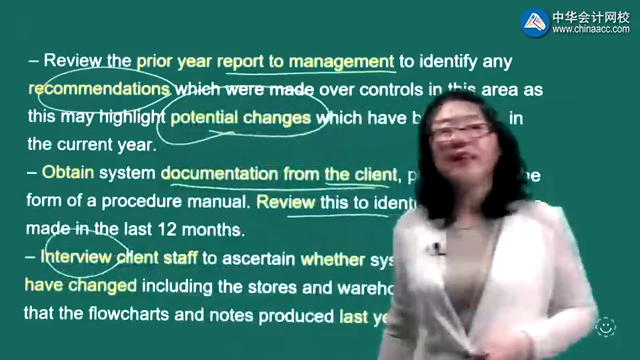 中华会计网校
www.chinaacc.com
– Review the prior year report to management to identify any
recommendations which were made over controls in this area as
this may highlight potential changes which have b in
the current year.
– Obtain system documentation from the client, p e
form of a procedure manual. Review this to ident
made in the last 12 months.
– Interview client staff to ascertain whether sys
have changed including the stores and wareho
that the flowcharts and notes produced last ye